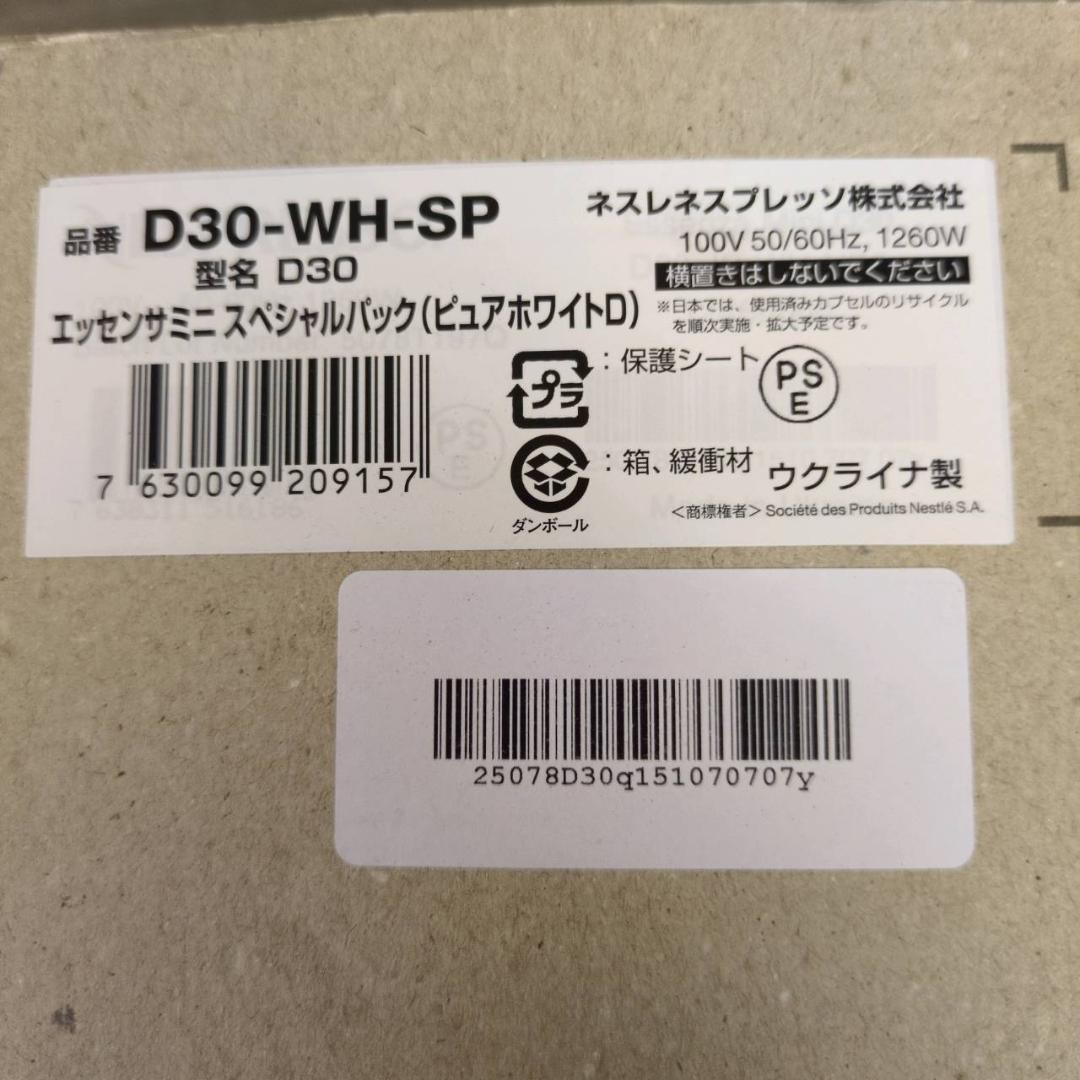 品番 D30-WH-SP
型名 D30
エッセンサミニ スペシャルパック(ピュアホワイトD)
7 630099 209157
ネスレネスプレッソ株式会社
100V 50/60Hz, 1260W
横置きはしないでください
※日本では、使用済みカプセルのリサイクル
を順次実施・拡大予定です。
プラ :保護シート
PS
E
:箱、緩衝材
ダンボール
ウクライナ製
<商標権者> Société des Produits Nestlé S.A.
25078D30q151070707y